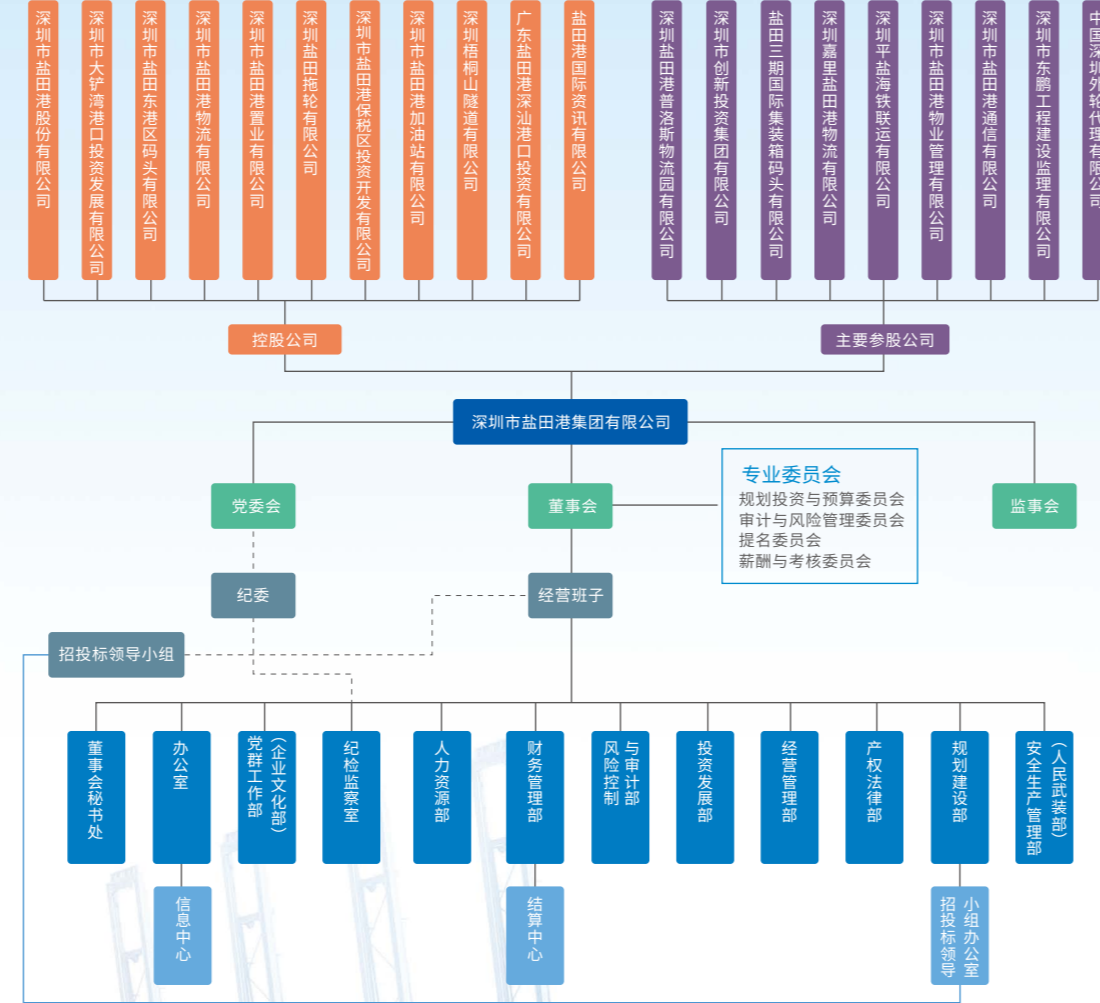 深圳市盐田港股份有限公司
深圳市大铲湾港口投资发展有限公司
深圳市盐田东港区码头有限公司
深圳市盐田港物流有限公司
深圳市盐田港置业有限公司
深圳盐田拖轮有限公司
深圳市盐田港保税区投资开发有限公司
深圳市盐田港加油站有限公司
深圳梧桐山隧道有限公司
广东盐田港深汕港口投资有限公司
盐田港国际资讯有限公司
深圳盐田港普洛斯物流园有限公司
深圳市创新投资集团有限公司
盐田三期国际集装箱码头有限公司
深圳嘉里盐田港物流有限公司
深圳平盐海铁联运有限公司
深圳市盐田港物业管理有限公司
深圳市盐田港通信有限公司
深圳市东鹏工程建设监理有限公司
中国深圳外轮代理有限公司
控股公司
主要参股公司
深圳市盐田港集团有限公司
专业委员会
规划投资与预算委员会
审计与风险管理委员会
提名委员会
薪酬与考核委员会
党委会
董事会
监事会
纪委
经营班子
招投标领导小组
董事会秘书处
办公室
党群工作部
（企业文化部）
纪检监察室
人力资源部
财务管理部
风险控制
与审计部
投资发展部
经营管理部
产权法律部
规划建设部
安全生产管理部
（人民武装部）
信息中心
结算中心
招投标领导
小组办公室